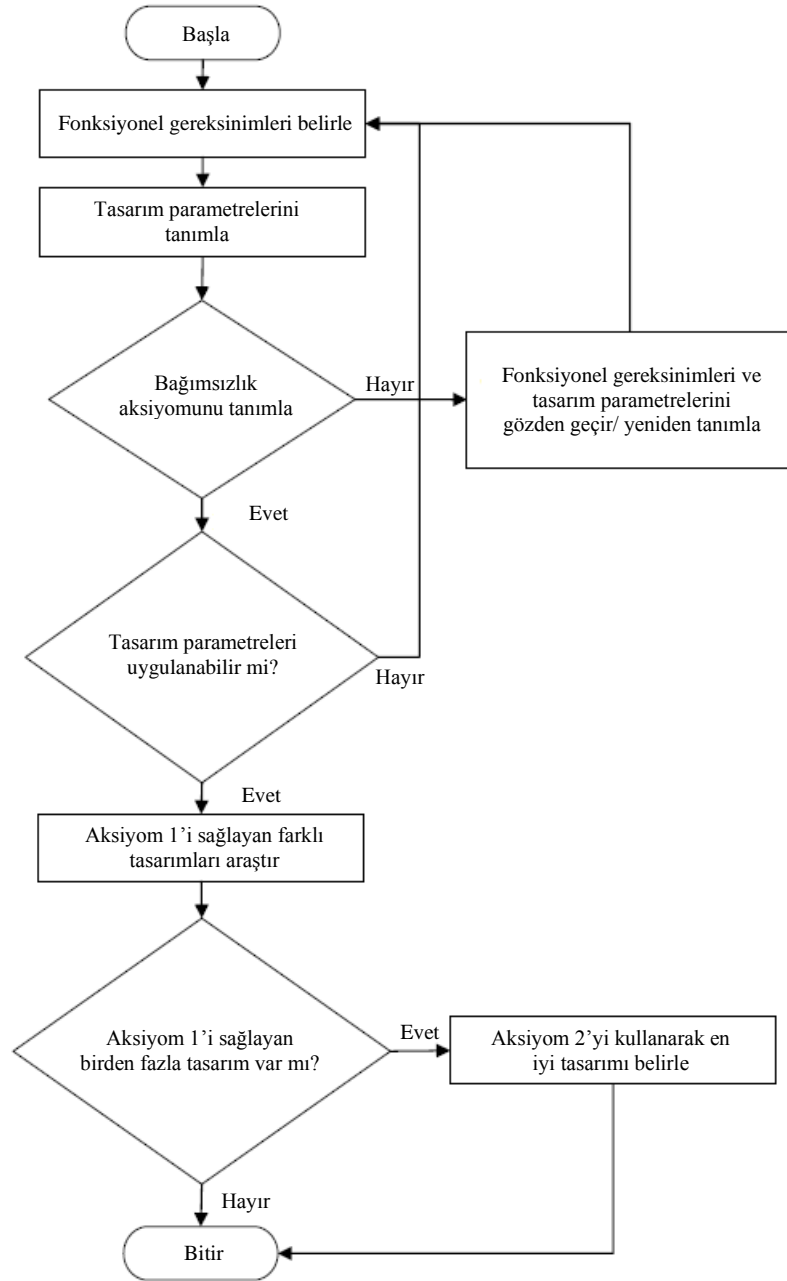 Başla
Fonksiyonel gereksinimleri belirle
Tasarım parametrelerini
tanımla
Bağımsızlık
aksiyomunu tanımla
Hayır
Fonksiyonel gereksinimleri ve
tasarım parametrelerini
gözden geçir/ yeniden tanımla
Evet
Tasarım parametreleri
uygulanabilir mi?
Hayır
Evet
Aksiyom 1’i sağlayan farklı
tasarımları araştır
Aksiyom 1’i sağlayan
birden fazla tasarım var mı?
Evet
Aksiyom 2’yi kullanarak en
iyi tasarımı belirle
Hayır
Bitir